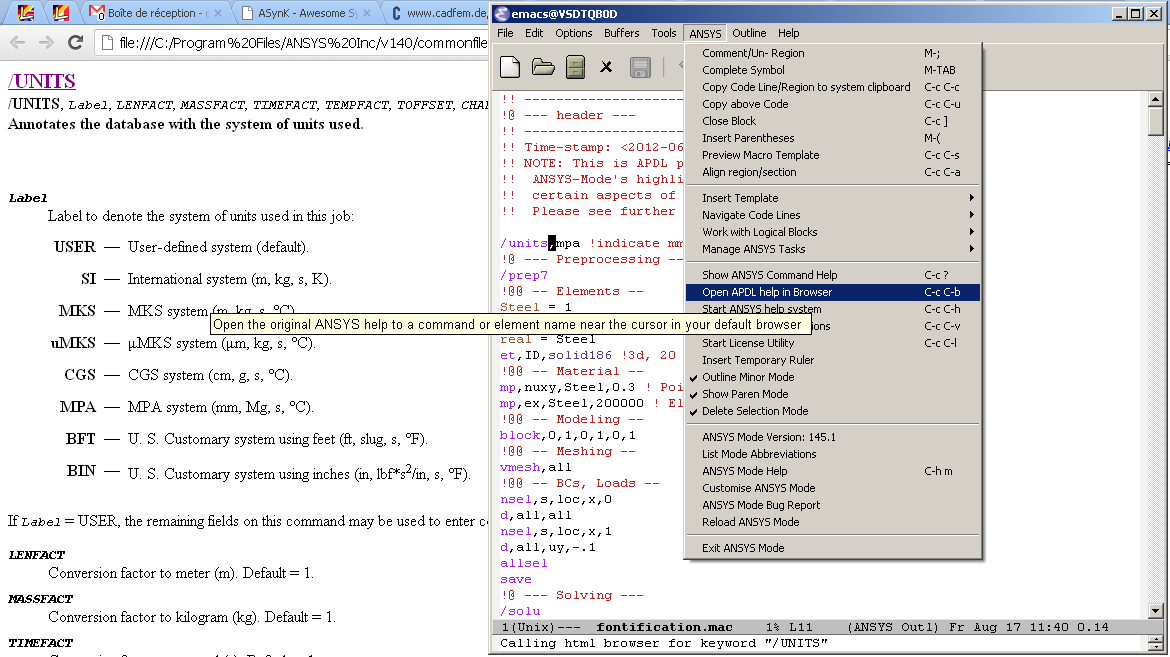 Boîte de réception -
ASynK - Awesome Sy
www.cadfem.de
file:///C:/Program%20Files/ANSYS%20Inc/v140/commonfile
/UNITS
/UNITS, Label, LENFACT, MASSFACT, TIMEFACT, TEMPFACT, TOFFSET, CHA
Annotates the database with the system of units used.
Label
Label to denote the system of units used in this job:
USER — User-defined system (default).
SI — International system (m, kg, s, K).
MKS — MKS system (m, kg, s, °C).
uMKS — μMKS system (μm, kg, s, °C).
CGS — CGS system (cm, g, s, °C).
MPA — MPA system (mm, Mg, s, °C).
BFT — U. S. Customary system using feet (ft, slug, s, °F).
BIN — U. S. Customary system using inches (in, lbf*s2/in, s, °F).
If Label = USER, the remaining fields on this command may be used to enter
LENFACT
Conversion factor to meter (m). Default = 1.
MASSFACT
Conversion factor to kilogram (kg). Default = 1.
TIMEFACT
emacs@VSDTQB0D
File Edit Options Buffers Tools ANSYS Outline Help
!! ----------------------
!@ --- header ---
!! ----------------------
!! Time-stamp: <2012-06
!! NOTE: This is APDL p
!! ANSYS-Mode's highli
!! certain aspects of
!! Please see further
/units,mpa !indicate mm
!@ --- Preprocessing --
/prep7
!@@ -- Elements --
Steel = 1
real = Steel
et,ID,solid186 !3d, 20
!@@ -- Material --
mp,nuxy,Steel,0.3 ! Poi
mp,ex,Steel,200000 ! El
!@@ -- Modeling --
block,0,1,0,1,0,1
!@@ -- Meshing --
vmesh,all
!@@ -- BCs, Loads --
nsel,s,loc,x,0
d,all,all
nsel,s,loc,x,1
d,all,uy,-.1
allsel
save
!@ --- Solving ---
/solu
1(Unix)--- fontification.mac 1% L11 (ANSYS Outl) Fr Aug 17 11:40 0.14
Calling html browser for keyword "/UNITS"
Comment/Un- Region M-;
Complete Symbol M-TAB
Copy Code Line/Region to system clipboard C-c C-c
Copy above Code C-c C-u
Close Block C-c ]
Insert Parentheses M-(
Preview Macro Template C-c C-s
Align region/section C-c C-a
Insert Template
Navigate Code Lines
Work with Logical Blocks
Manage ANSYS Tasks
Show ANSYS Command Help C-c ?
Open APDL help in Browser C-c C-b
Start ANSYS help system C-c C-h
Open the original ANSYS help to a command or element name near the cursor in your default browser
ions C-c C-v
Start License Utility C-c C-l
Insert Temporary Ruler
Outline Minor Mode
Show Paren Mode
Delete Selection Mode
ANSYS Mode Version: 145.1
List Mode Abbreviations
ANSYS Mode Help C-h m
Customise ANSYS Mode
ANSYS Mode Bug Report
Reload ANSYS Mode
Exit ANSYS Mode